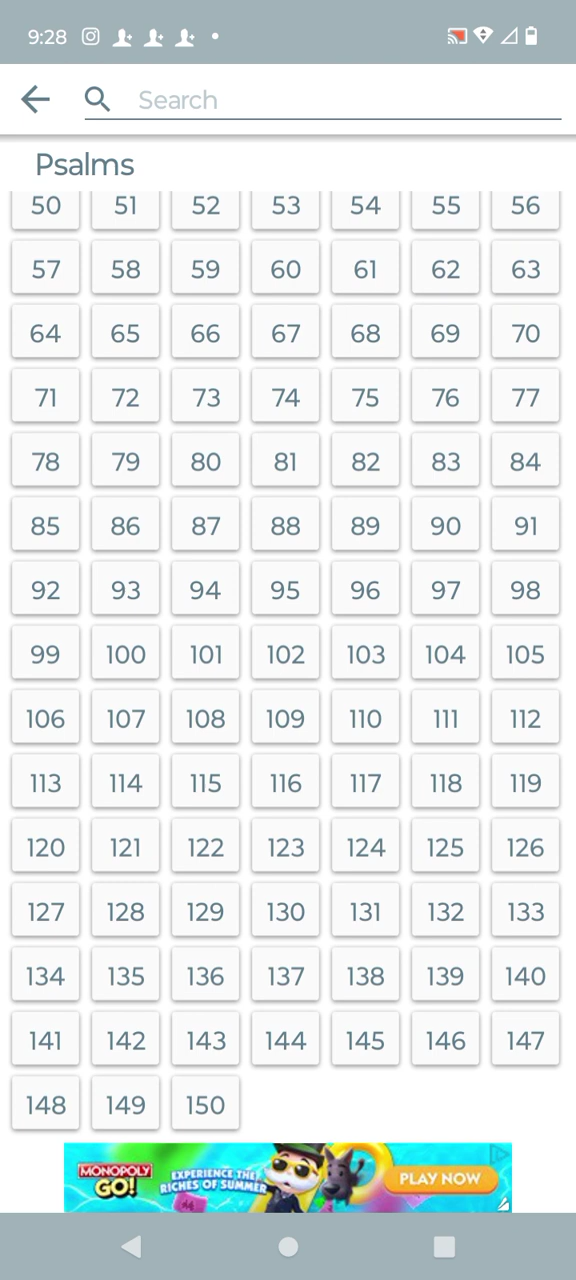 9:28
Search
Psalms
50 51 52 53 54 55 56
57 58 59 60 61 62 63
64 65 66 67 68 69 70
71 72 73 74 75 76 77
78 79 80 81 82 83 84
85 86 87 88 89 90 91
92 93 94 95 96 97 98
99 100 101 102 103 104 105
106 107 108 109 110 111 112
113 114 115 116 117 118 119
120 121 122 123 124 125 126
127 128 129 130 131 132 133
134 135 136 137 138 139 140
141 142 143 144 145 146 147
148 149 150
MONOPOLY
GO!
EXPERIENCE THE
RICHES OF SUMMER
PLAY NOW